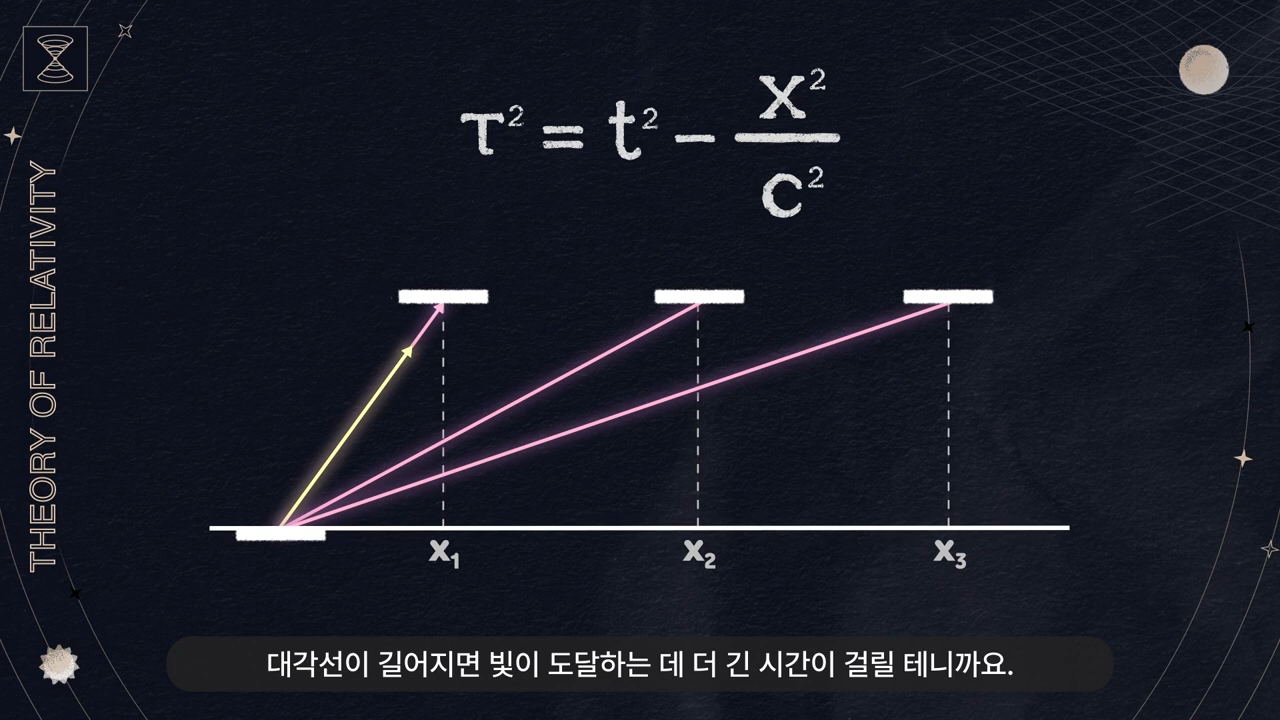 THEORY OF RELATIVITY
τ² = t² − x²/c²
x₁ x₂ x₃
대각선이 길어지면 빛이 도달하는 데 더 긴 시간이 걸릴 테니까요.